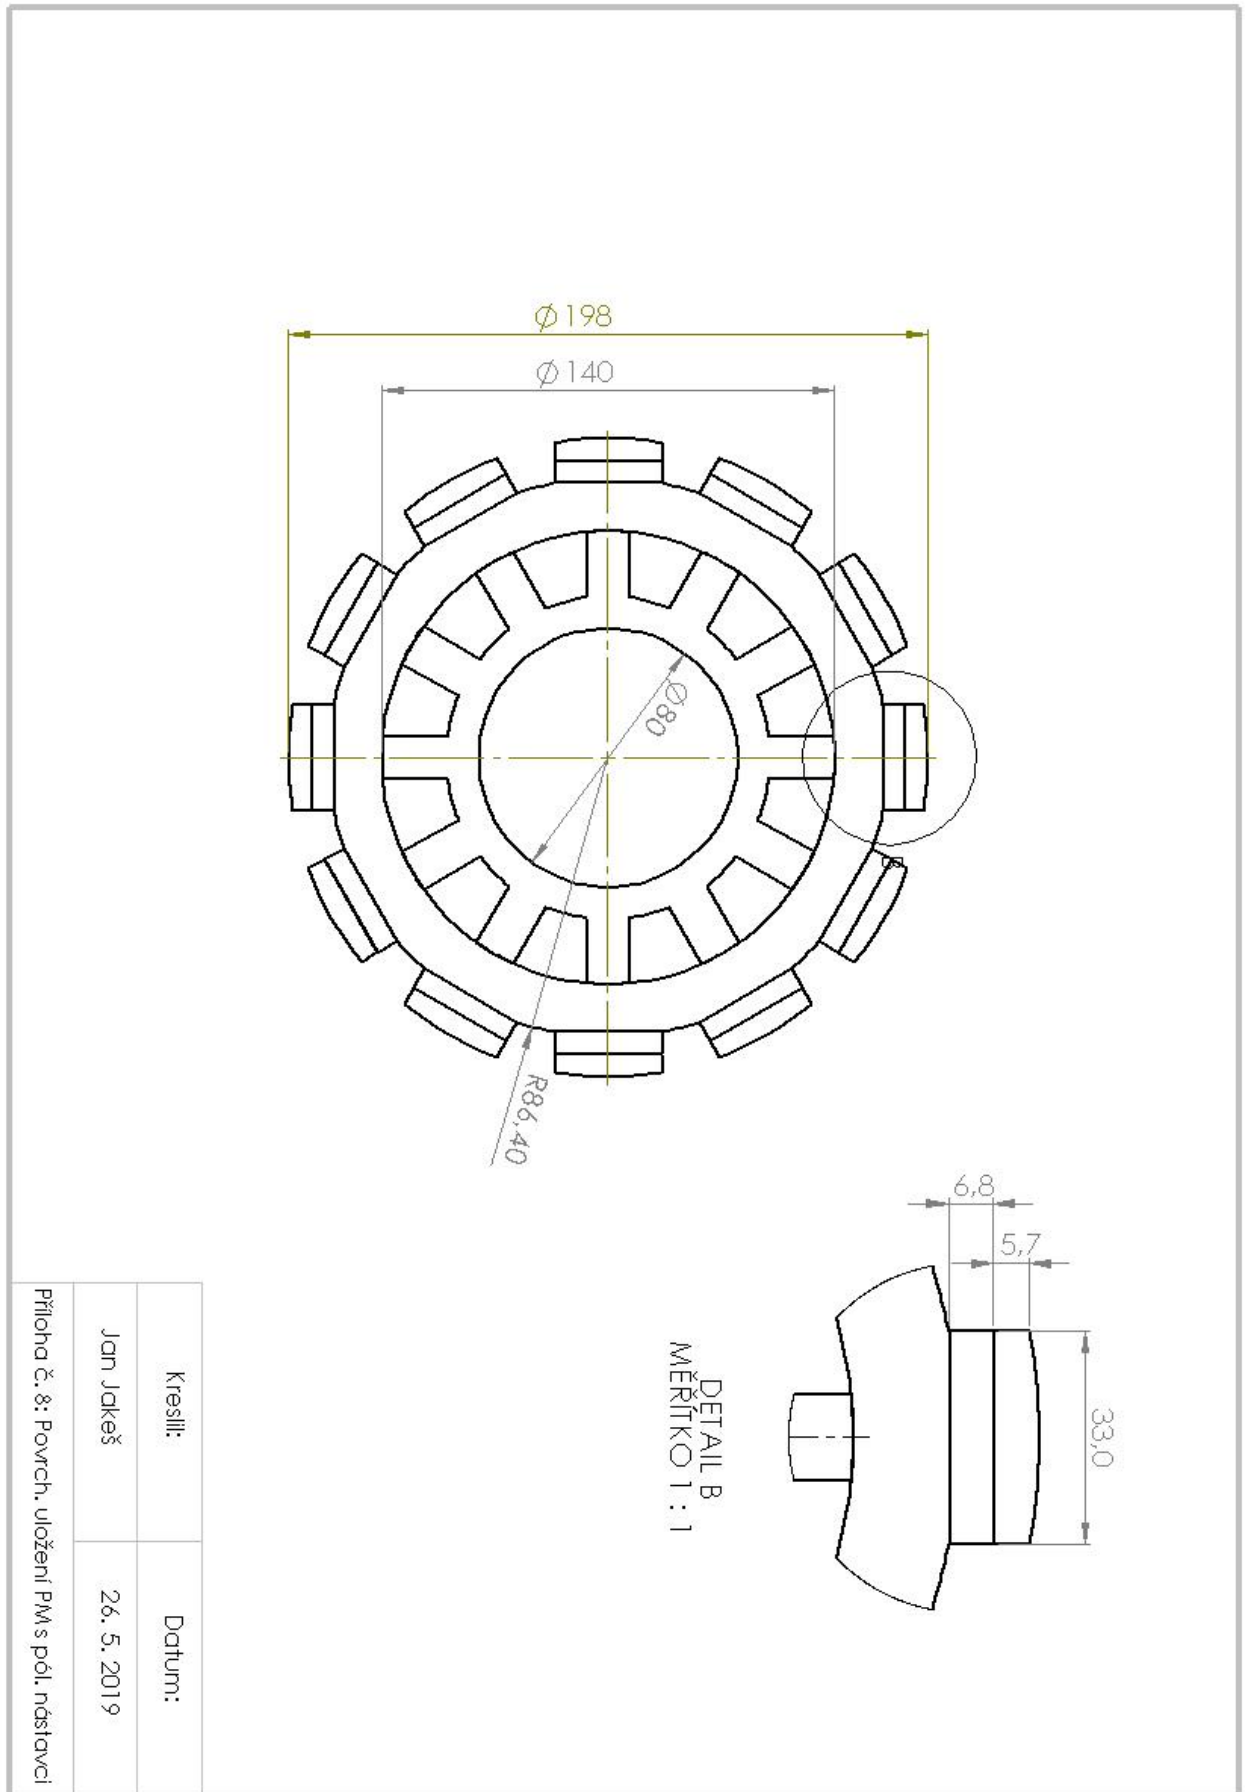 Ø198
Ø140
Ø80
R86,40
B
6,8
5,7
33,0
DETAIL B
MĚŘÍTKO 1 : 1
Kreslil:
Datum:
Jan Jakeš
26. 5. 2019
Příloha č. 8: Povrch. uložení PM s pól. nástavci